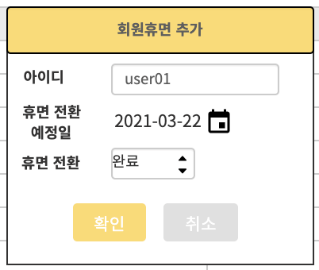 회원휴면 추가
아이디 user01
휴면 전환
예정일 2021-03-22
휴면 전환 완료
확인 취소